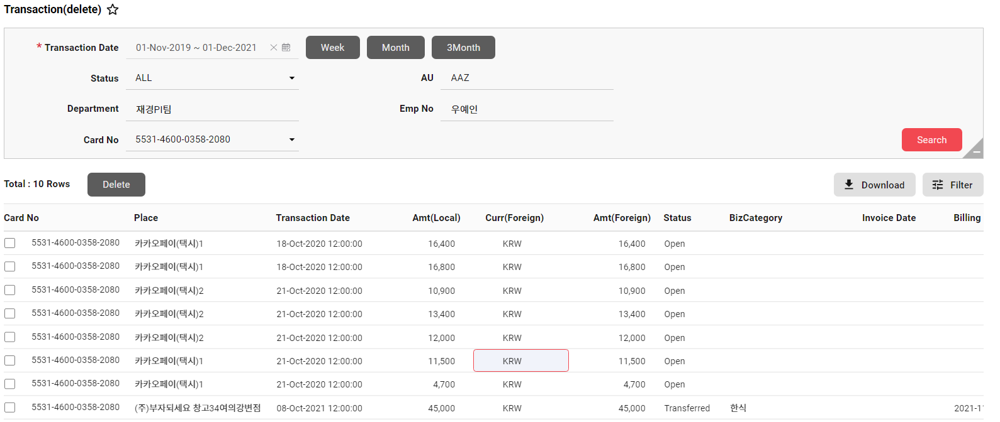 Transaction(delete)
* Transaction Date 01-Nov-2019 ~ 01-Dec-2021 Week Month 3Month
Status ALL AU AAZ
Department 재경PI팀 Emp No 우예인
Card No 5531-4600-0358-2080
Search
Total : 10 Rows Delete Download Filter
Card No Place Transaction Date Amt(Local) Curr(Foreign) Amt(Foreign) Status BizCategory Invoice Date Billing
5531-4600-0358-2080 카카오페이(택시)1 18-Oct-2020 12:00:00 16,400 KRW 16,400 Open
5531-4600-0358-2080 카카오페이(택시)1 18-Oct-2020 12:00:00 16,800 KRW 16,800 Open
5531-4600-0358-2080 카카오페이(택시)2 21-Oct-2020 12:00:00 10,900 KRW 10,900 Open
5531-4600-0358-2080 카카오페이(택시)2 21-Oct-2020 12:00:00 13,400 KRW 13,400 Open
5531-4600-0358-2080 카카오페이(택시)2 21-Oct-2020 12:00:00 12,000 KRW 12,000 Open
5531-4600-0358-2080 카카오페이(택시)1 21-Oct-2020 12:00:00 11,500 KRW 11,500 Open
5531-4600-0358-2080 카카오페이(택시)1 21-Oct-2020 12:00:00 4,700 KRW 4,700 Open
5531-4600-0358-2080 (주)부자되세요 창고34여의강변점 08-Oct-2021 12:00:00 45,000 KRW 45,000 Transferred 한식 2021-1